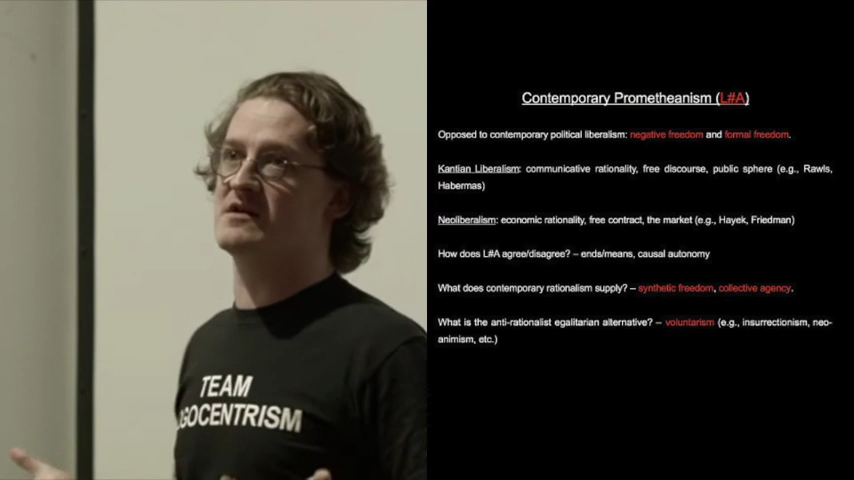 TEAM
GOCENTRISM
Contemporary Prometheanism (L#A)
Opposed to contemporary political liberalism: negative freedom and formal freedom.
Kantian Liberalism: communicative rationality, free discourse, public sphere (e.g., Rawls,
Habermas)
Neoliberalism: economic rationality, free contract, the market (e.g., Hayek, Friedman)
How does L#A agree/disagree? – ends/means, causal autonomy
What does contemporary rationalism supply? – synthetic freedom, collective agency.
What is the anti-rationalist egalitarian alternative? – voluntarism (e.g., insurrectionism, neo-
animism, etc.)